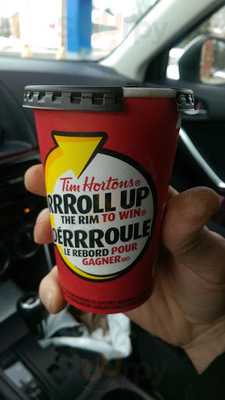 Tim Hortons®
RRROLL UP
THE RIM TO WIN®
DÉRRROULE
LE REBORD POUR
GAGNER